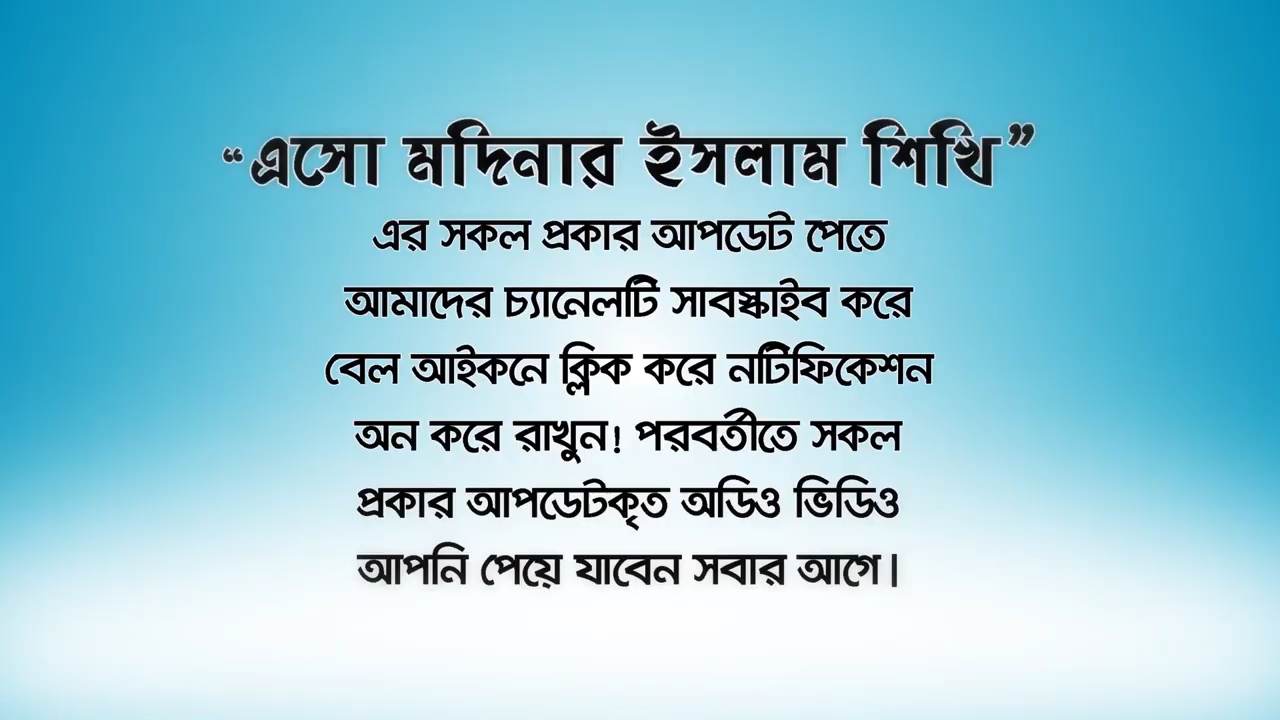 “এসো মদিনার ইসলাম শিখি”
এর সকল প্রকার আপডেট পেতে
আমাদের চ্যানেলটি সাবস্ক্রাইব করে
বেল আইকনে ক্লিক করে নটিফিকেশন
অন করে রাখুন! পরবর্তীতে সকল
প্রকার আপডেটকৃত অডিও ভিডিও
আপনি পেয়ে যাবেন সবার আগে।